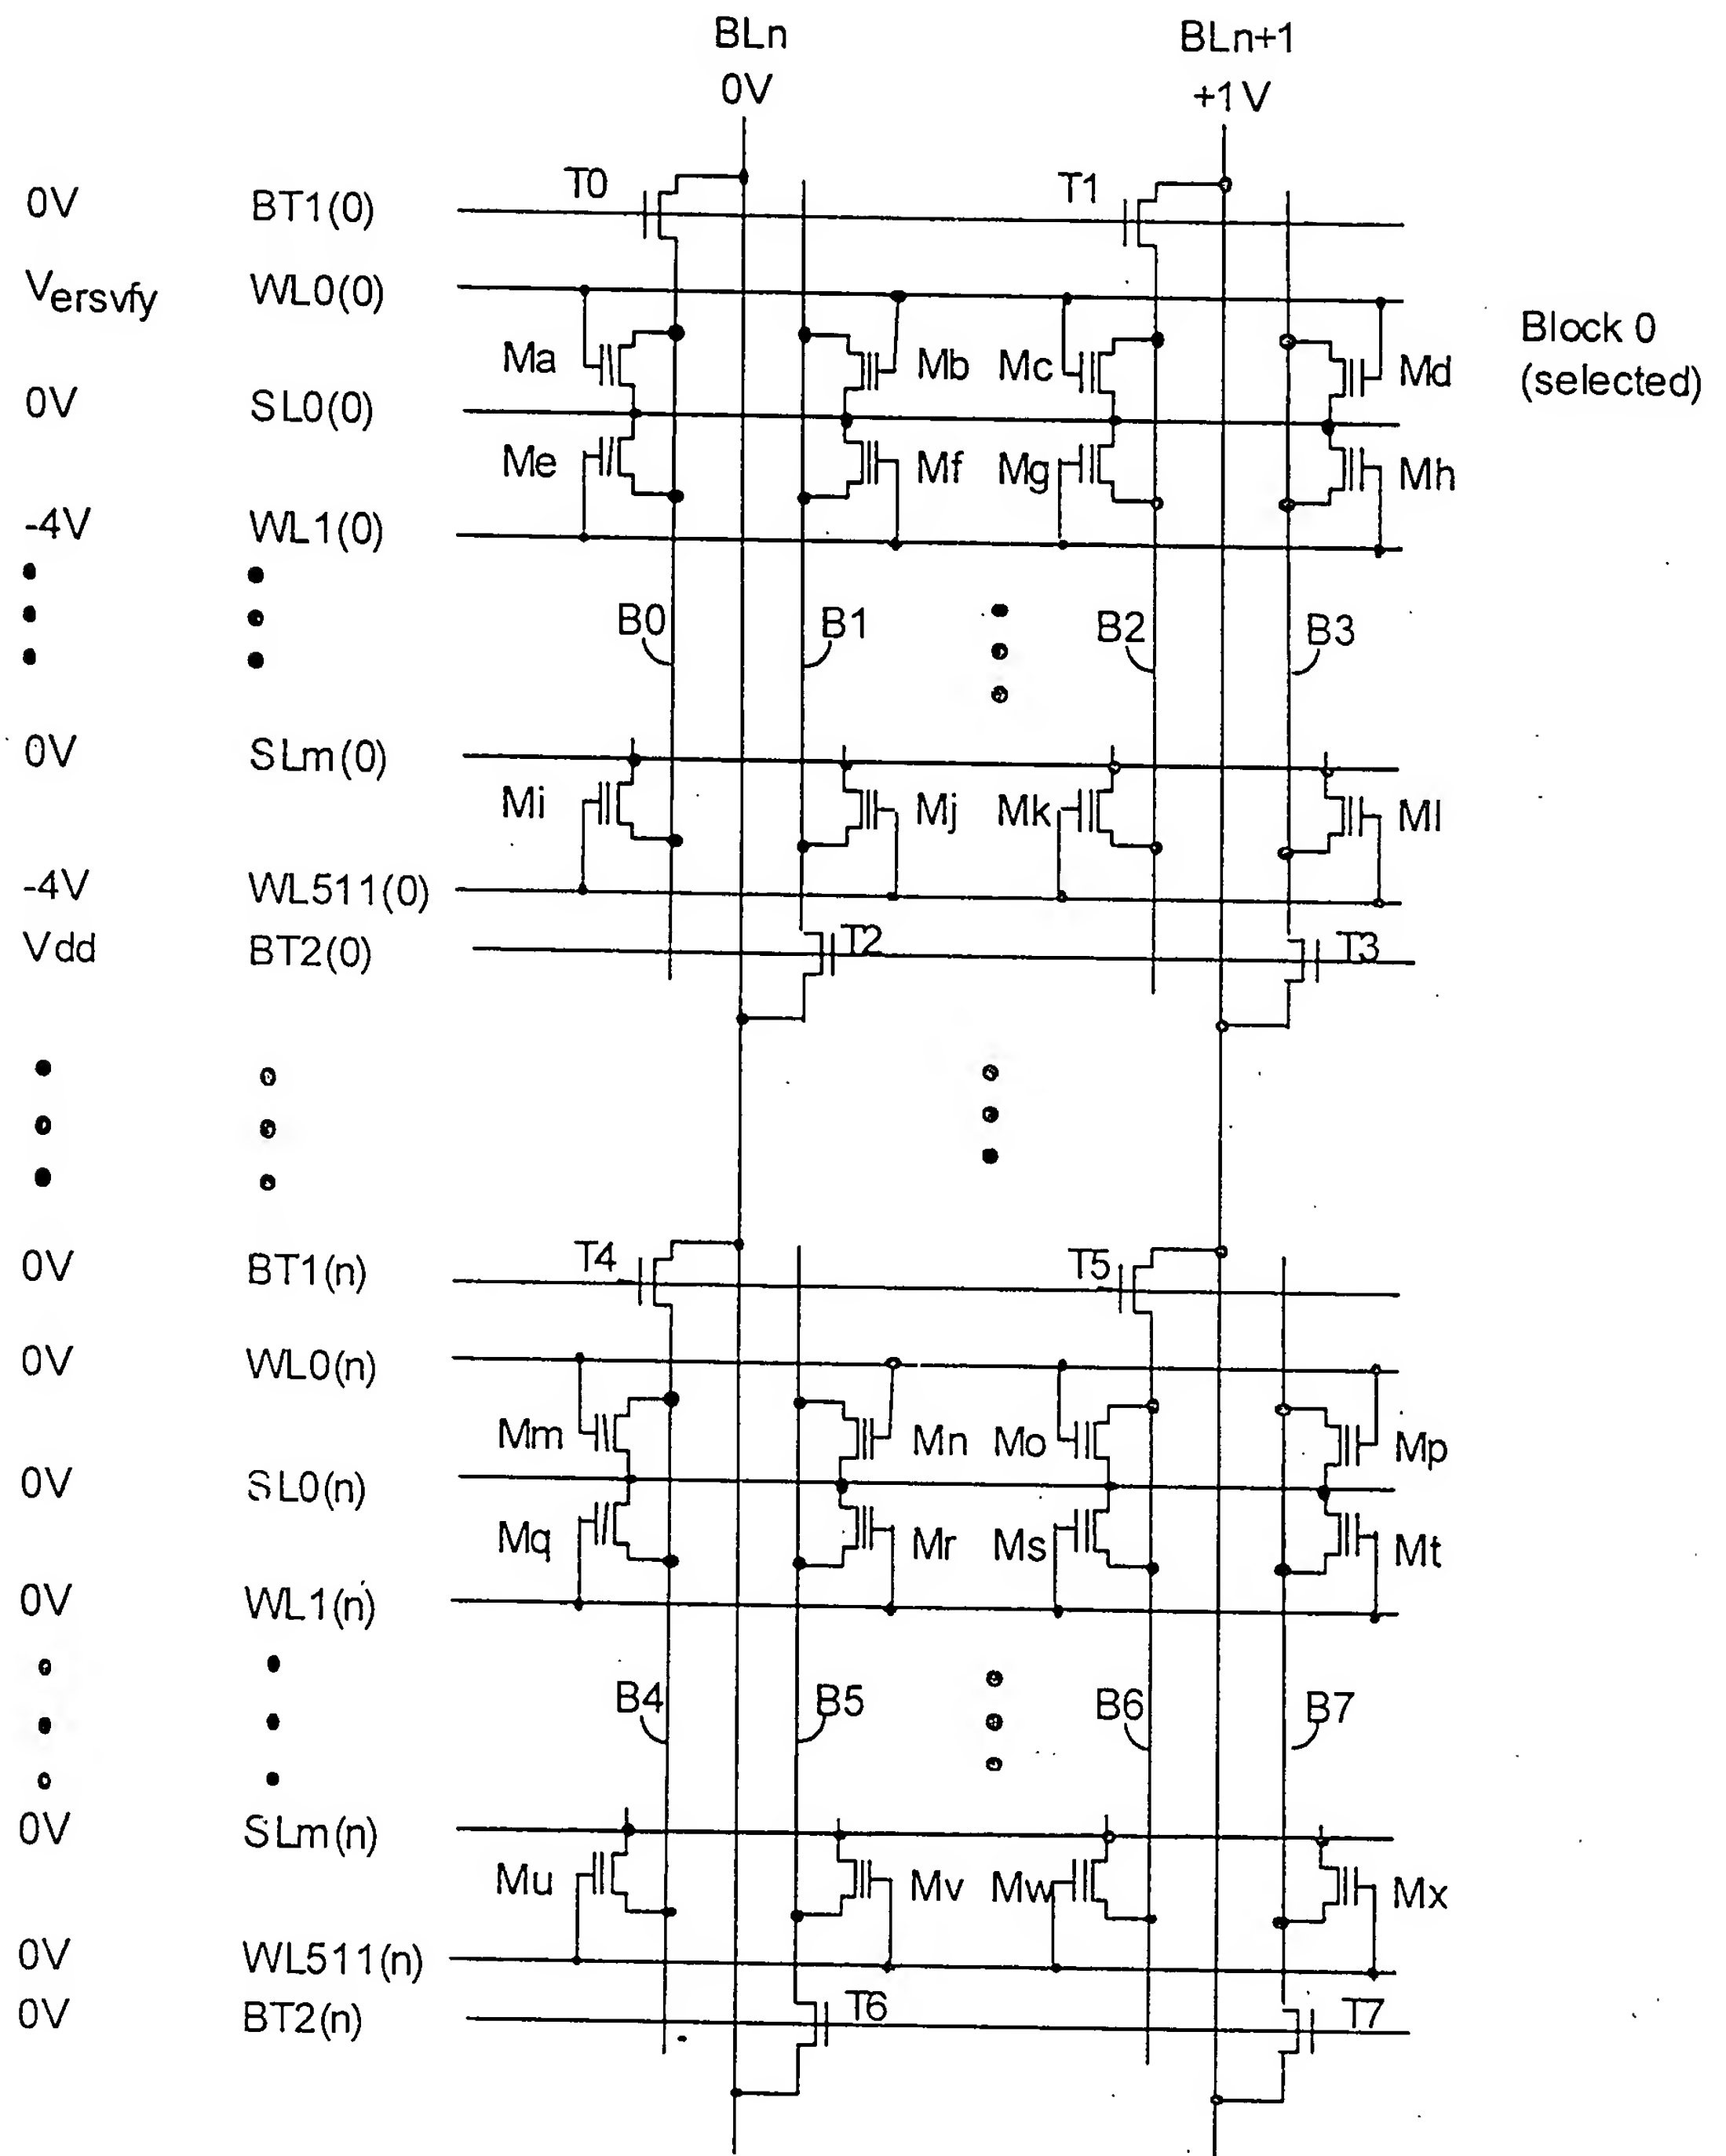 BLn BLn+1
0V +1V
0V BT1(0) T0 T1
Versvfy WL0(0)
Block 0
Ma Mb Mc Md
(selected)
0V SL0(0)
Me Mf Mg Mh
-4V WL1(0)
B0 B1 B2 B3
0V SLm(0)
Mi Mj Mk Ml
-4V WL511(0)
Vdd BT2(0) T2 T3
0V BT1(n) T4 T5
0V WL0(n)
Mm Mn Mo Mp
0V SL0(n)
Mq Mr Ms Mt
0V WL1(n)
B4 B5 B6 B7
0V SLm(n)
Mu Mv Mw Mx
0V WL511(n)
0V BT2(n) T6 T7